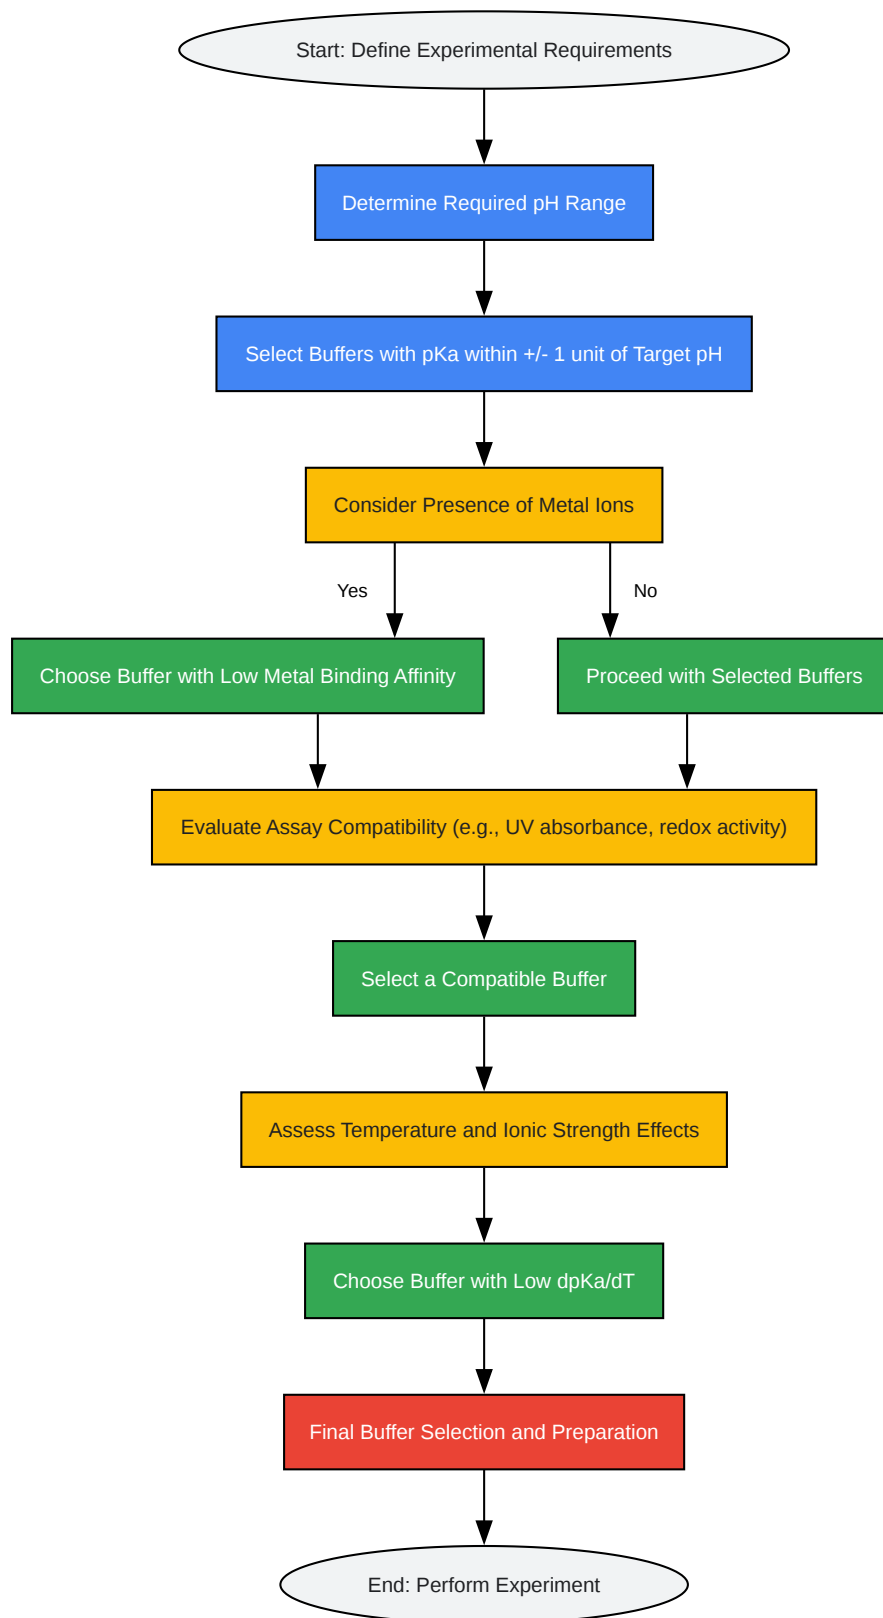 Start: Define Experimental Requirements
Determine Required pH Range
Select Buffers with pKa within +/- 1 unit of Target pH
Consider Presence of Metal Ions
Yes
No
Choose Buffer with Low Metal Binding Affinity
Proceed with Selected Buffers
Evaluate Assay Compatibility (e.g., UV absorbance, redox activity)
Select a Compatible Buffer
Assess Temperature and Ionic Strength Effects
Choose Buffer with Low dpKa/dT
Final Buffer Selection and Preparation
End: Perform Experiment